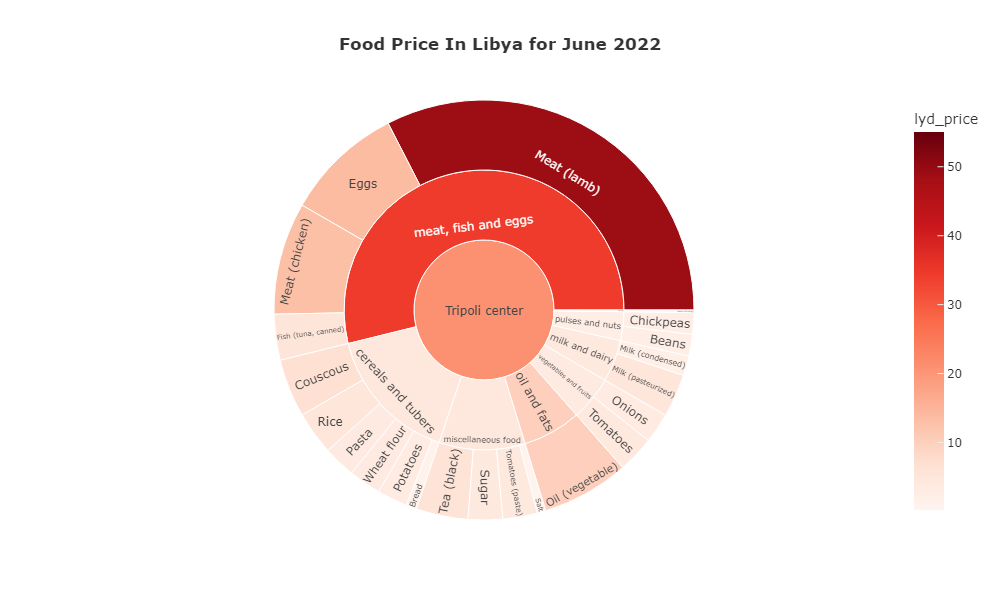 Food Price In Libya for June 2022
lyd_price
50
40
30
20
10
Tripoli center
meat, fish and eggs
cereals and tubers
miscellaneous food
oil and fats
vegetables and fruits
milk and dairy
pulses and nuts
Meat (lamb)
Eggs
Meat (chicken)
Fish (tuna, canned)
Couscous
Rice
Pasta
Wheat flour
Potatoes
Bread
Tea (black)
Sugar
Tomatoes (paste)
Salt
Oil (vegetable)
Tomatoes
Onions
Milk (pasteurized)
Milk (condensed)
Beans
Chickpeas